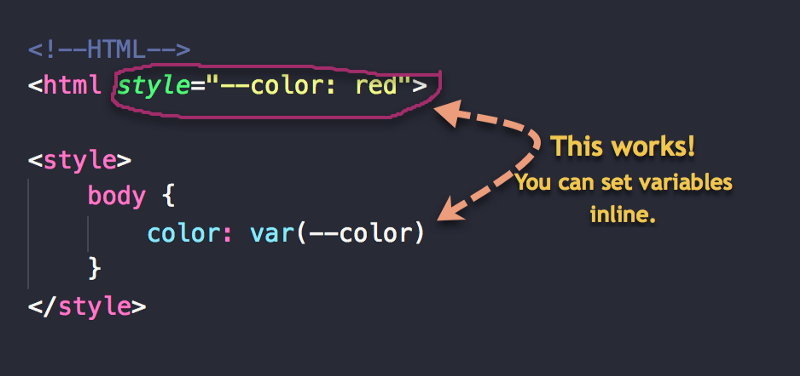 <!--HTML-->
<html style="--color: red">
<style>
body {
color: var(--color)
}
</style>
This works!
You can set variables
inline.